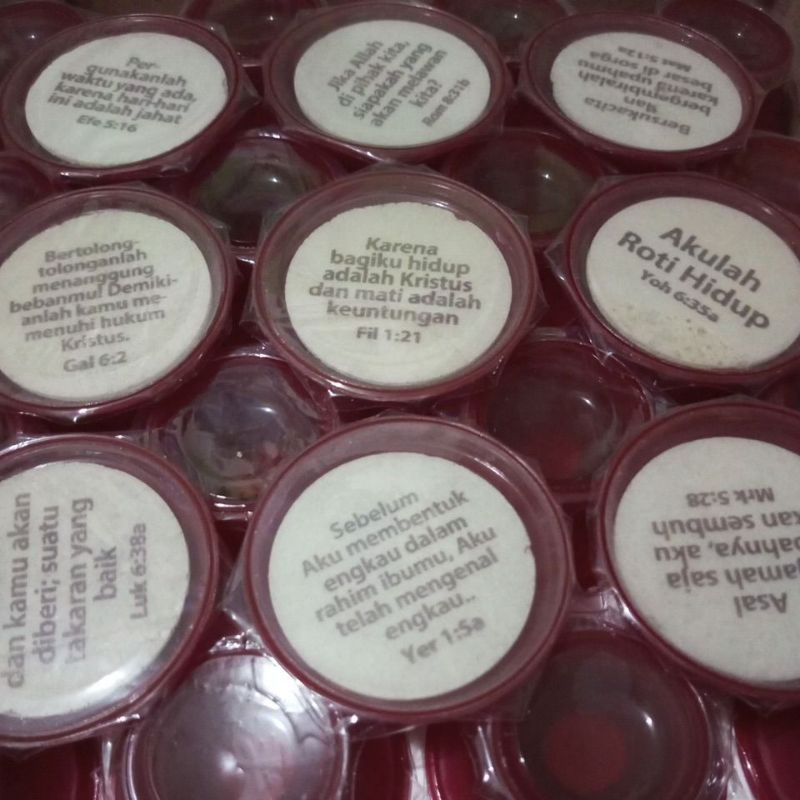 Per-
gunakanlah
waktu yang ada,
karena hari-hari
ini adalah jahat
Efe 5:16
Jika Allah
di pihak kita,
siapakah yang
akan melawan
kita?
Rom 8:31b
Bersukacita
dan
bergembiralah
karena upahmu
besar di sorga
Mat 5:12a
Bertolong-
tolonganlah
menanggung
bebanmu! Demiki-
anlah kamu me-
menuhi hukum
Kristus.
Gal 6:2
Karena
bagiku hidup
adalah Kristus
dan mati adalah
keuntungan
Fil 1:21
Akulah
Roti Hidup
Yoh 6:35a
dan kamu akan
diberi; suatu
takaran yang
baik
Luk 6:38a
Sebelum
Aku membentuk
engkau dalam
rahim ibumu, Aku
telah mengenal
engkau..
Yer 1:5a
Asal
jamah saja
bahnya, aku
kan sembuh
Mrk 5:28